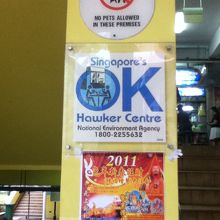 NO PETS ALLOWED
IN THESE PREMISES
Singapore's
OK
Hawker Centre
National Environment Agency
1800-2255632
2011